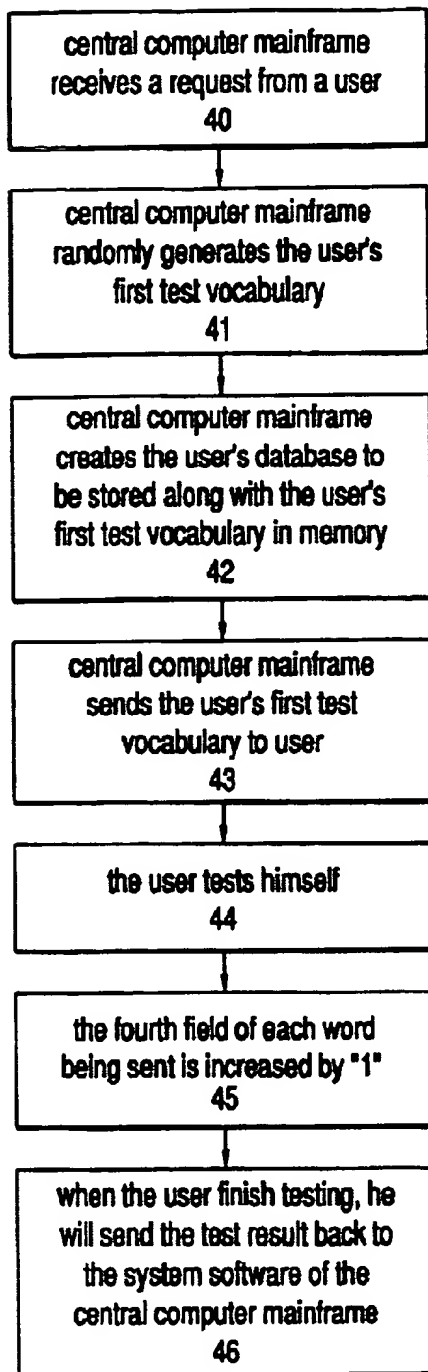 central computer mainframe
receives a request from a user
40
central computer mainframe
randomly generates the user's
first test vocabulary
41
central computer mainframe
creates the user's database to
be stored along with the user's
first test vocabulary in memory
42
central computer mainframe
sends the user's first test
vocabulary to user
43
the user tests himself
44
the fourth field of each word
being sent is increased by "1"
45
when the user finish testing, he
will send the test result back to
the system software of the
central computer mainframe
46